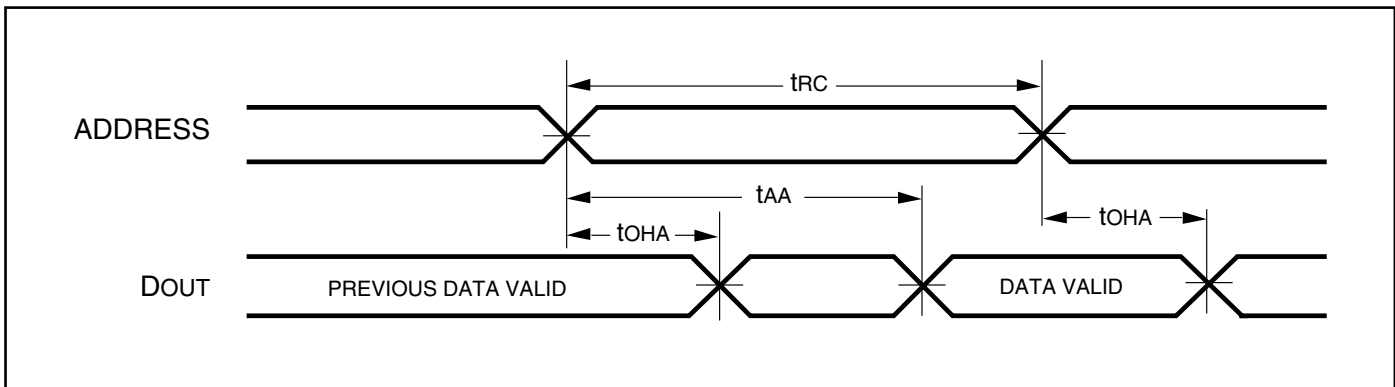 tRC
ADDRESS
tAA
tOHA
tOHA
DOUT
PREVIOUS DATA VALID
DATA VALID